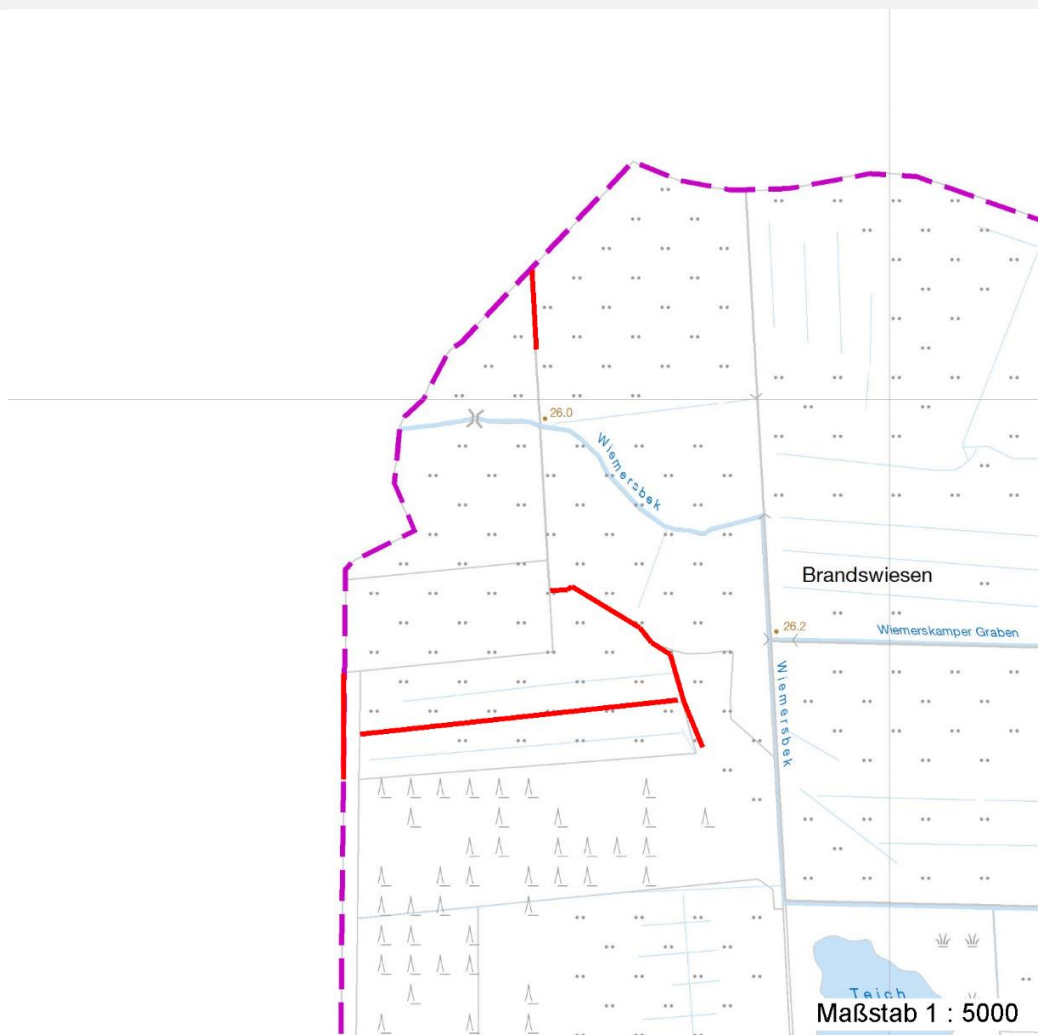 26.0
Wiemersbek
Brandswiesen
26.2
Wiemerskamper Graben
Wiemersbek
Teich
Maßstab 1 : 5000